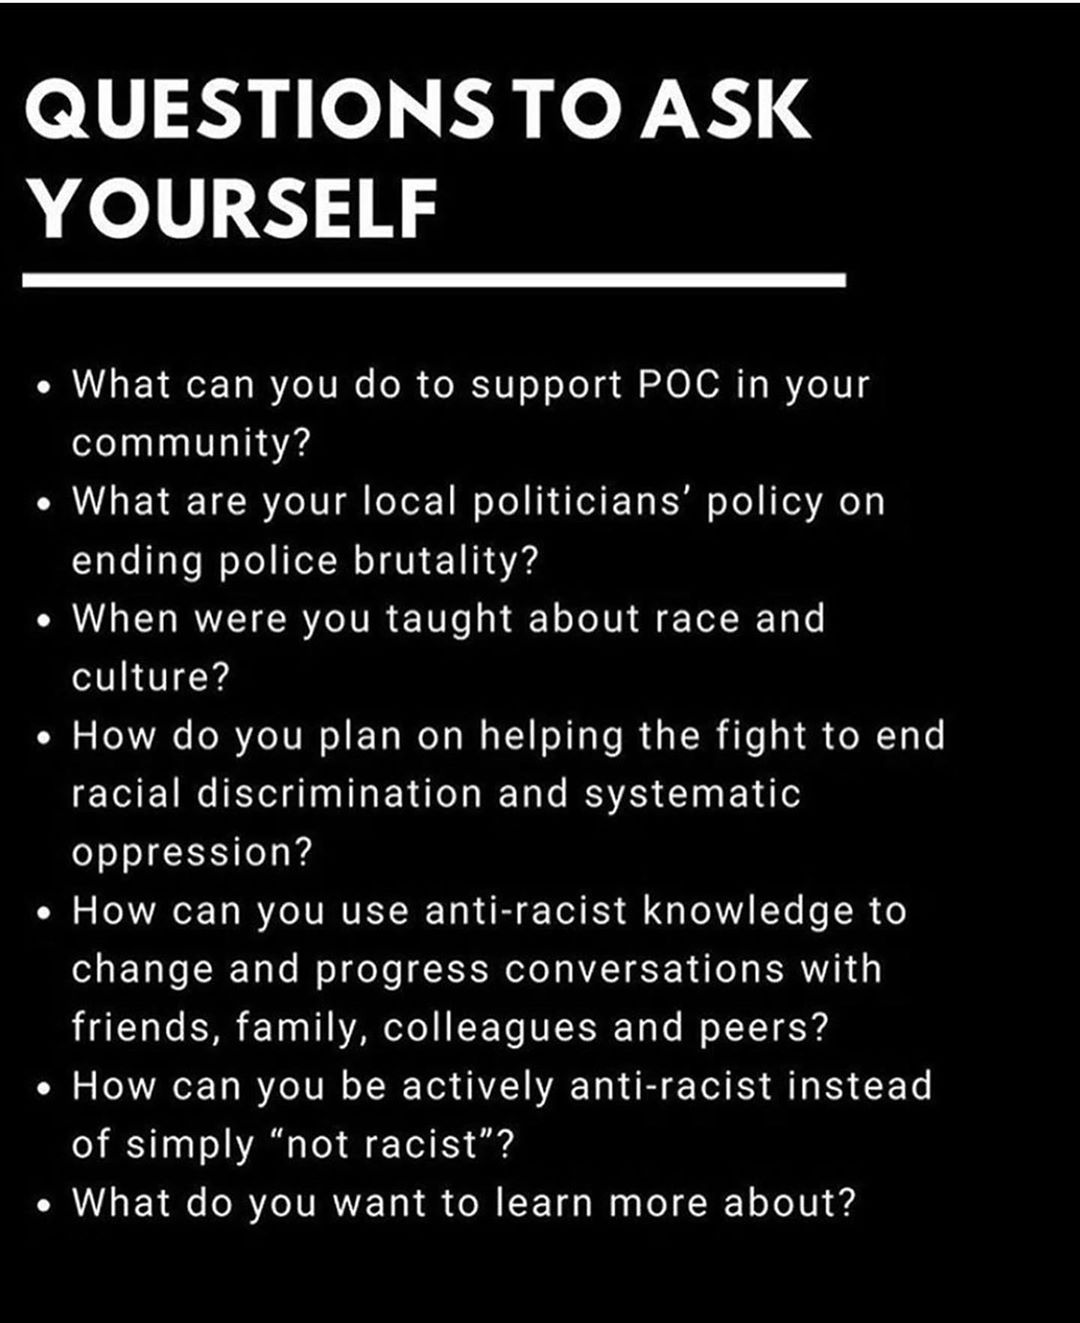 QUESTIONS TO ASK
YOURSELF
• What can you do to support POC in your
community?
• What are your local politicians’ policy on
ending police brutality?
• When were you taught about race and
culture?
• How do you plan on helping the fight to end
racial discrimination and systematic
oppression?
• How can you use anti-racist knowledge to
change and progress conversations with
friends, family, colleagues and peers?
• How can you be actively anti-racist instead
of simply “not racist”?
• What do you want to learn more about?